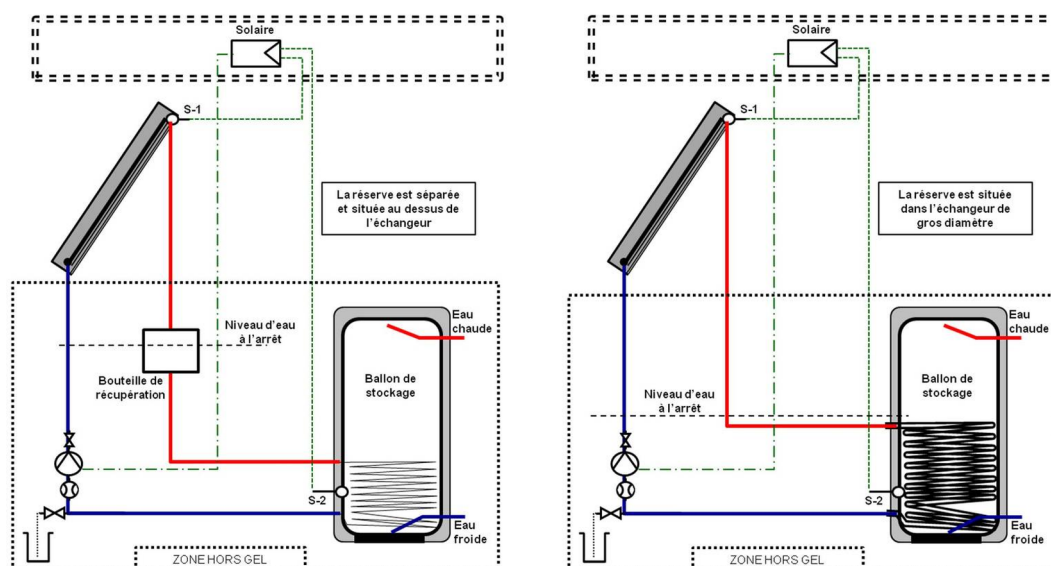 Solaire
S-1
La réserve est séparée
et située au dessus de
l'échangeur
Niveau d'eau
à l'arrêt
Bouteille de
récupération
Eau
chaude
Ballon de
stockage
S-2
Eau
froide
ZONE HORS GEL
Solaire
S-1
La réserve est située
dans l'échangeur de
gros diamètre
Eau
chaude
Ballon de
stockage
Niveau d'eau
à l'arrêt
S-2
Eau
froide
ZONE HORS GEL